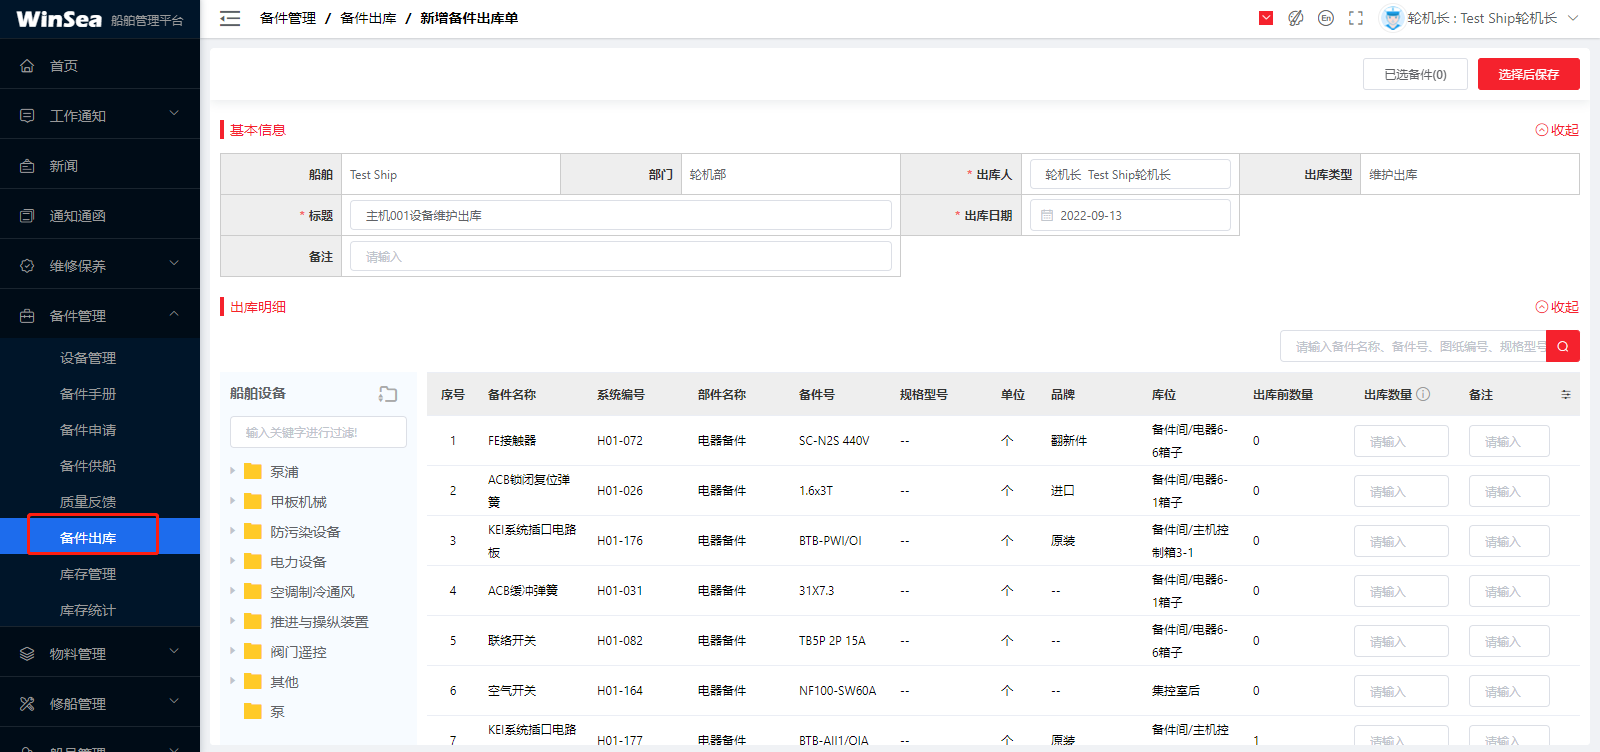 WinSea 船舶管理平台
备件管理 / 备件出库 / 新增备件出库单
En
轮机长 : Test Ship轮机长
首页
工作通知
新闻
通知通函
维修保养
备件管理
设备管理
备件手册
备件申请
备件供船
质量反馈
备件出库
库存管理
库存统计
物料管理
修船管理
船员管理
已选备件(0)
选择后保存
基本信息
收起
船舶 Test Ship 部门 轮机部 * 出库人 轮机长 Test Ship轮机长 出库类型 维护出库
* 标题 主机001设备维护出库 * 出库日期 2022-09-13
备注 请输入
出库明细
收起
请输入备件名称、备件号、图纸编号、规格型号
船舶设备
输入关键字进行过滤!
泵浦
甲板机械
防污染设备
电力设备
空调制冷通风
推进与操纵装置
阀门遥控
其他
泵
序号 备件名称 系统编号 部件名称 备件号 规格型号 单位 品牌 库位 出库前数量 出库数量 备注
1 FE接触器 H01-072 电器备件 SC-N2S 440V -- 个 翻新件 备件间/电器6-6箱子 0 请输入 请输入
2 ACB锁闭复位弹簧 H01-026 电器备件 1.6x3T -- 个 进口 备件间/电器6-1箱子 0 请输入 请输入
3 KEI系统插口电路板 H01-176 电器备件 BTB-PWI/OI -- 个 原装 备件间/主机控制箱3-1 0 请输入 请输入
4 ACB缓冲弹簧 H01-031 电器备件 31X7.3 -- 个 -- 备件间/电器6-1箱子 0 请输入 请输入
5 联络开关 H01-082 电器备件 TB5P 2P 15A -- 个 -- 备件间/电器6-6箱子 0 请输入 请输入
6 空气开关 H01-164 电器备件 NF100-SW60A -- 个 -- 集控室后 0 请输入 请输入
7 KEI系统插口电路 H01-177 电器备件 BTB-AII1/OIA -- 个 原装 备件间/主机控 1 请输入 请输入